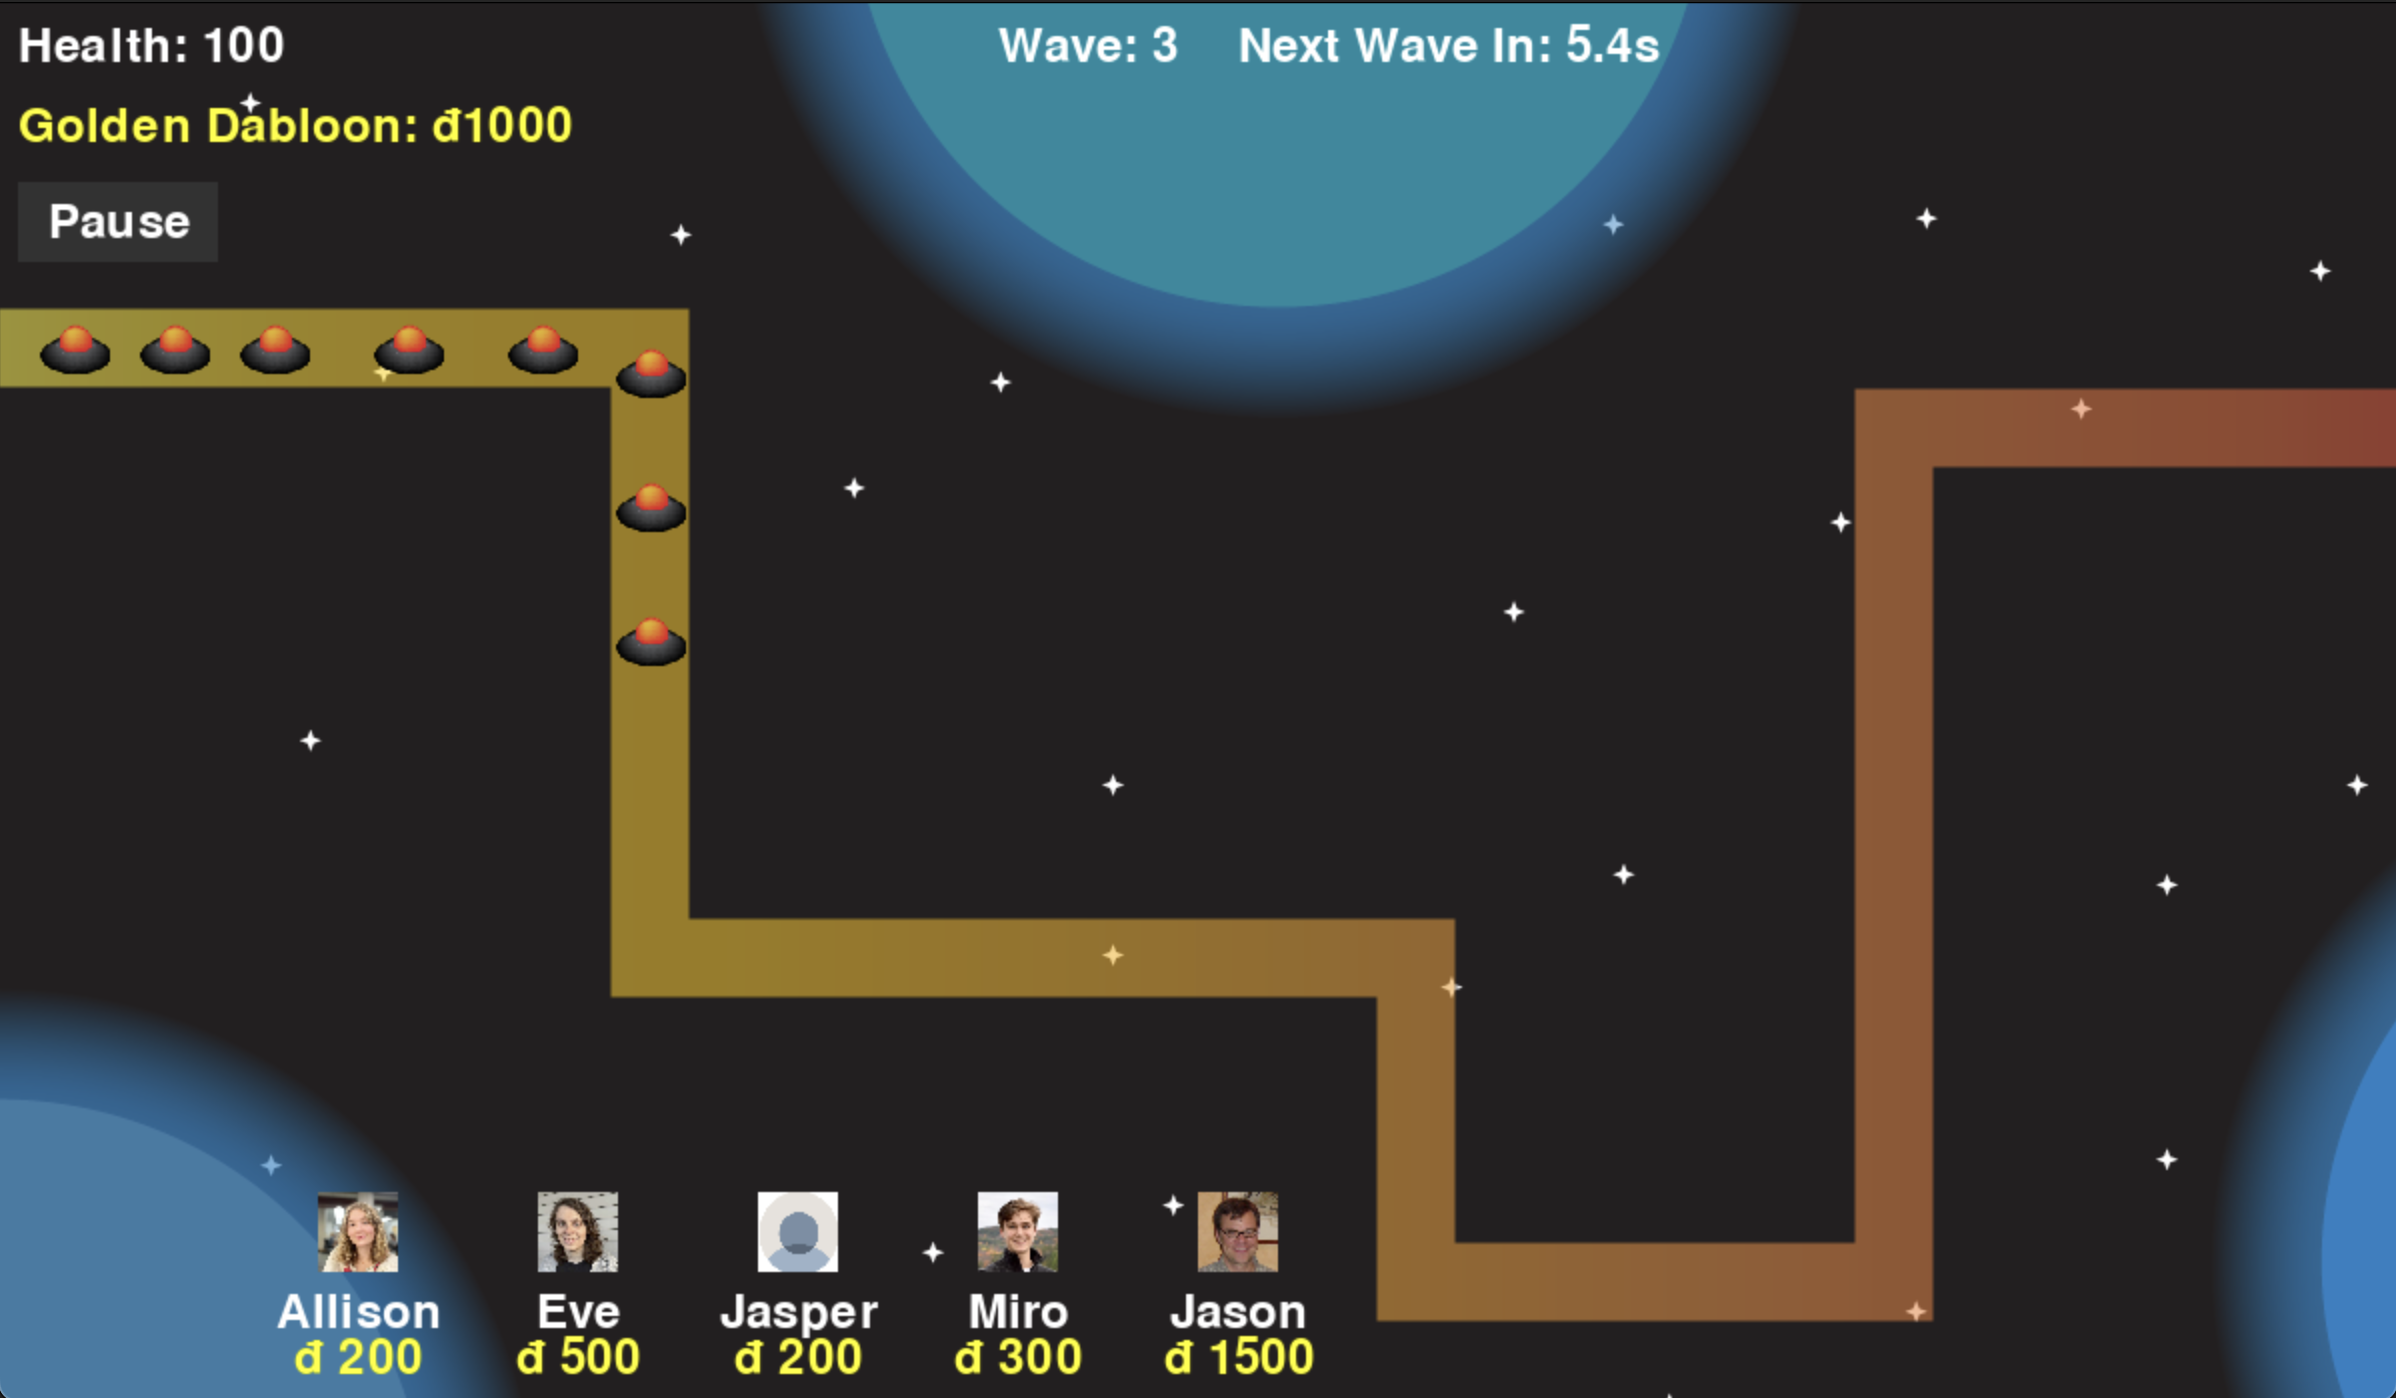 Health: 100
Wave: 3 Next Wave In: 5.4s
Golden Dabloon: đ1000
Pause
Allison
đ 200
Eve
đ 500
Jasper
đ 200
Miro
đ 300
Jason
đ 1500